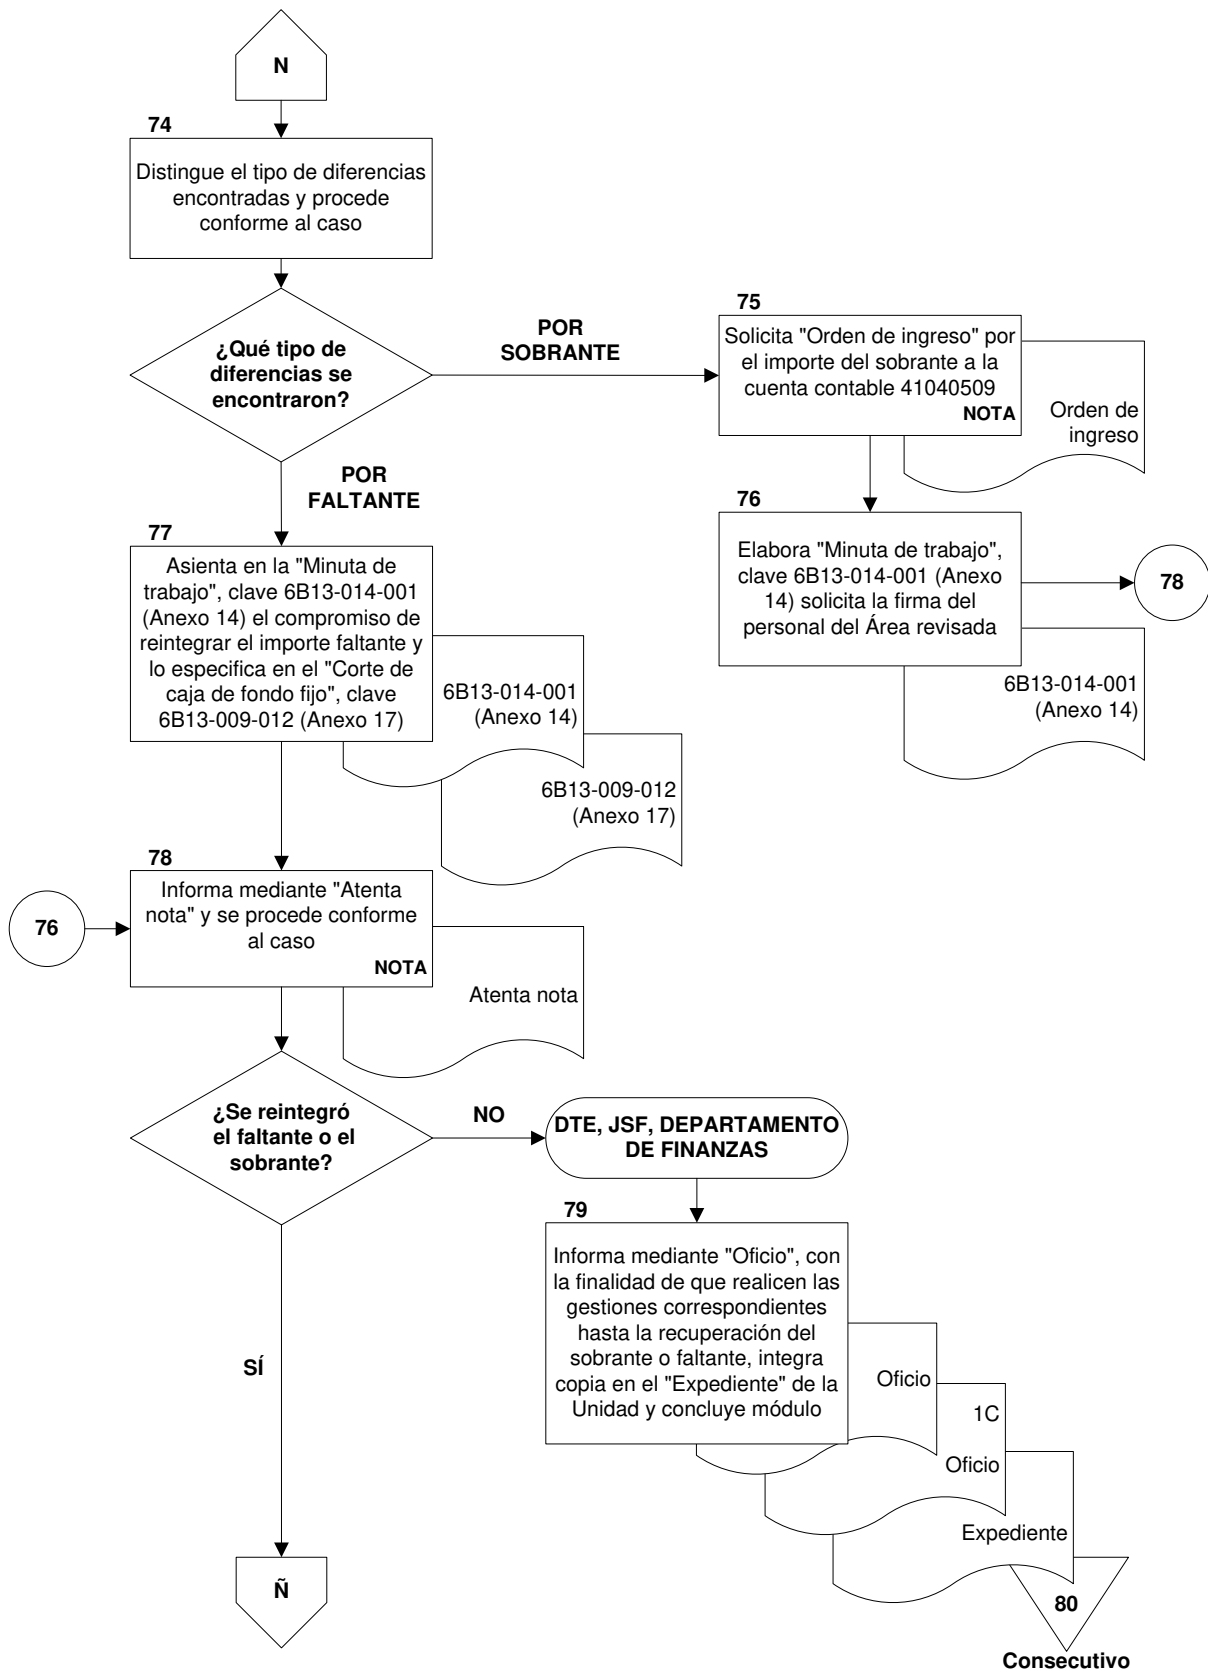 N
74
Distingue el tipo de diferencias
encontradas y procede
conforme al caso
¿Qué tipo de
diferencias se
encontraron?
POR
SOBRANTE
75
Solicita "Orden de ingreso" por
el importe del sobrante a la
cuenta contable 41040509
NOTA
Orden de
ingreso
POR
FALTANTE
76
Elabora "Minuta de trabajo",
clave 6B13-014-001 (Anexo
14) solicita la firma del
personal del Área revisada
78
6B13-014-001
(Anexo 14)
77
Asienta en la "Minuta de
trabajo", clave 6B13-014-001
(Anexo 14) el compromiso de
reintegrar el importe faltante y
lo especifica en el "Corte de
caja de fondo fijo", clave
6B13-009-012 (Anexo 17)
6B13-014-001
(Anexo 14)
6B13-009-012
(Anexo 17)
78
76
Informa mediante "Atenta
nota" y se procede conforme
al caso
NOTA
Atenta nota
¿Se reintegró
el faltante o el
sobrante?
NO
DTE, JSF, DEPARTAMENTO
DE FINANZAS
79
Informa mediante "Oficio", con
la finalidad de que realicen las
gestiones correspondientes
hasta la recuperación del
sobrante o faltante, integra
copia en el "Expediente" de la
Unidad y concluye módulo
Oficio
1C
Oficio
Expediente
SÍ
Ñ
80
Consecutivo